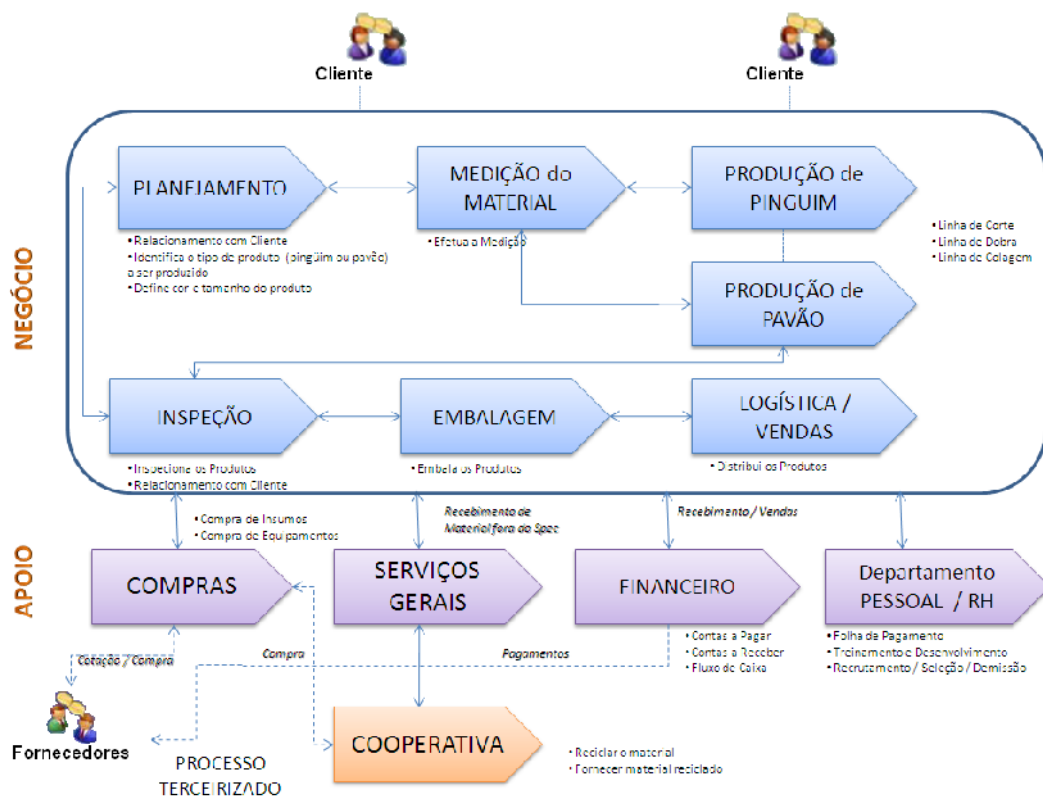 Cliente
Cliente
NEGÓCIO
PLANEJAMENTO
• Relacionamento com Cliente
• Identifica o tipo de produto (pingüim ou pavão)
a ser produzido
• Define cor e tamanho do produto
MEDIÇÃO do
MATERIAL
• Efetua a Medição
PRODUÇÃO de
PINGUIM
• Linha de Corte
• Linha de Dobra
• Linha de Colagem
PRODUÇÃO de
PAVÃO
INSPEÇÃO
• Inspeciona os Produtos
• Relacionamento com Cliente
EMBALAGEM
• Embala os Produtos
LOGÍSTICA /
VENDAS
• Distribui os Produtos
APOIO
• Compra de Insumos
• Compra de Equipamentos
Recebimento de
Material fora do Spec
Recebimento / Vendas
COMPRAS
SERVIÇOS
GERAIS
FINANCEIRO
• Contas a Pagar
• Contas a Receber
• Fluxo de Caixa
Departamento
PESSOAL / RH
• Folha de Pagamento
• Treinamento e Desenvolvimento
• Recrutamento / Seleção / Demissão
Cotação / Compra
Compra
Pagamentos
Fornecedores
PROCESSO
TERCEIRIZADO
COOPERATIVA
• Reciclar o material
• Fornecer material reciclado